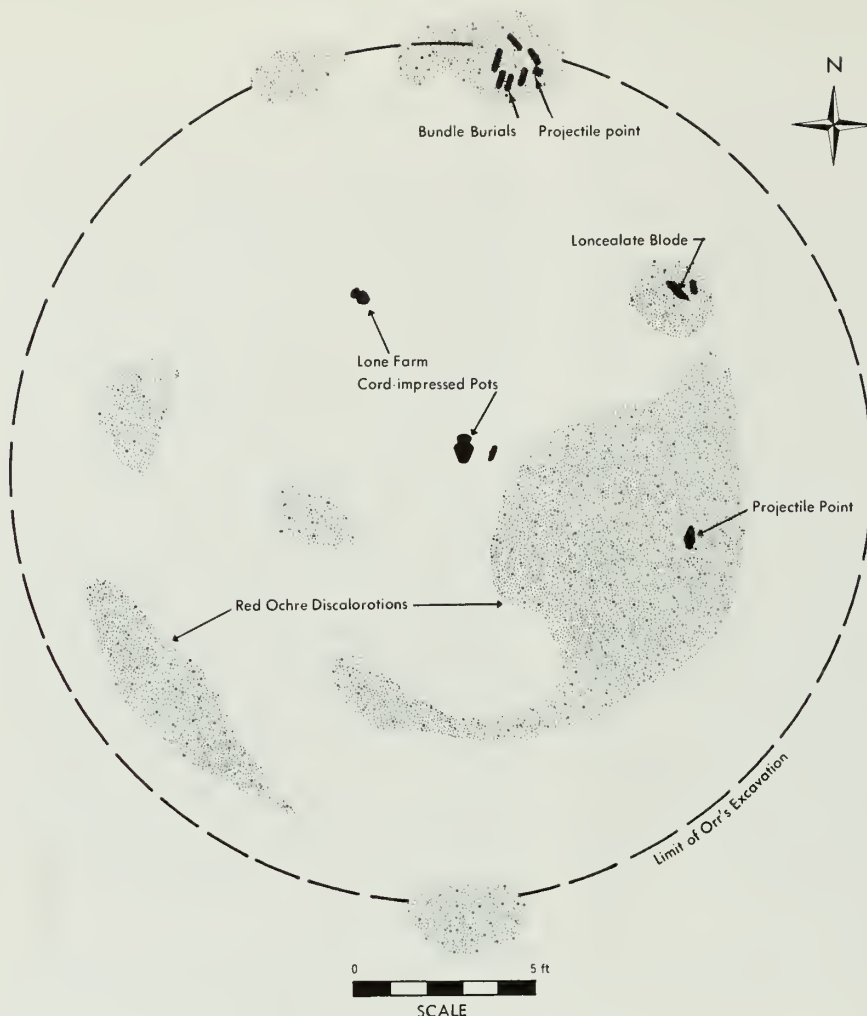 N
Bundle Burials
Projectile point
Loncealate Blode
Lone Farm
Cord-impressed Pots
Projectile Point
Red Ochre Discalorotions
Limit of Orr's Excavation
0
5 ft
SCALE